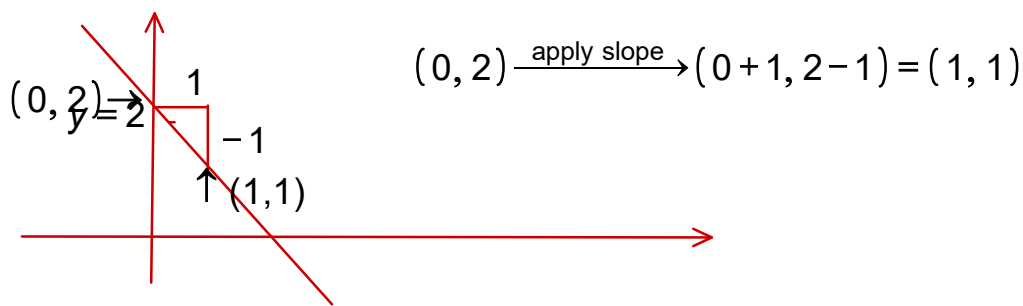 apply slope
(0, 2) → (0 + 1, 2 − 1) = (1, 1)
1
(0, 2) →
y = 2
−1
(1,1)